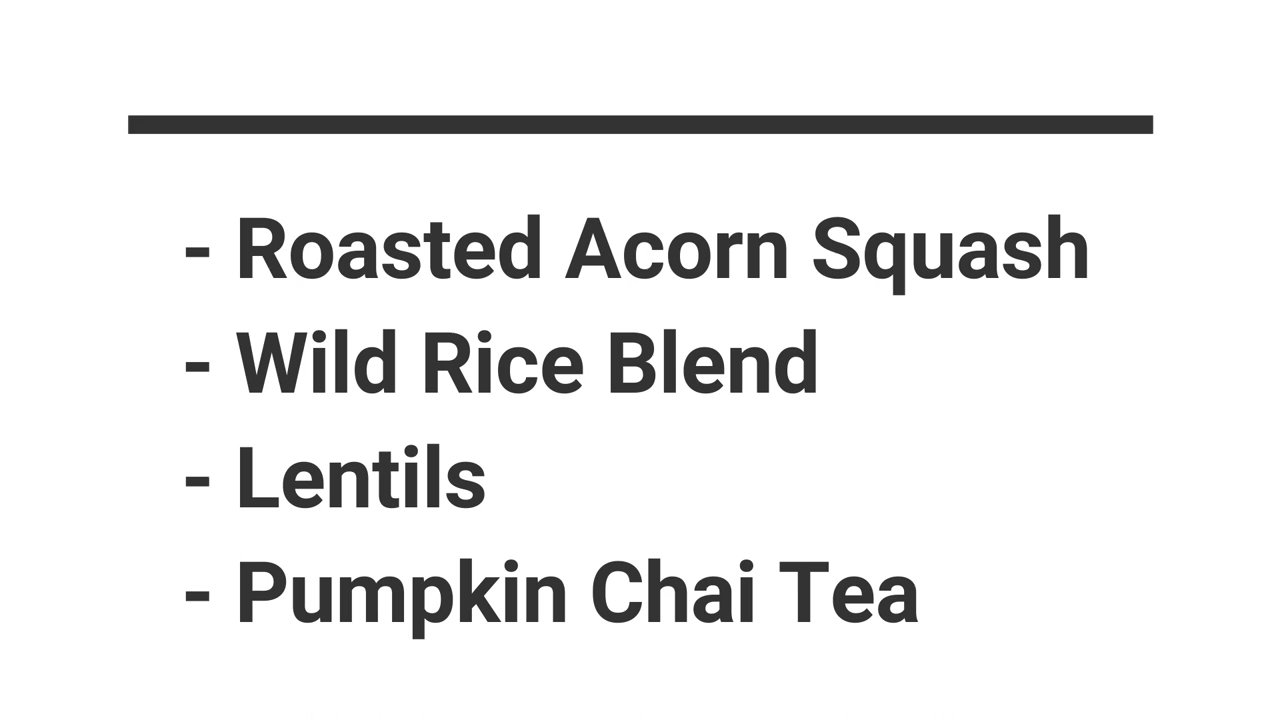 - Roasted Acorn Squash
- Wild Rice Blend
- Lentils
- Pumpkin Chai Tea